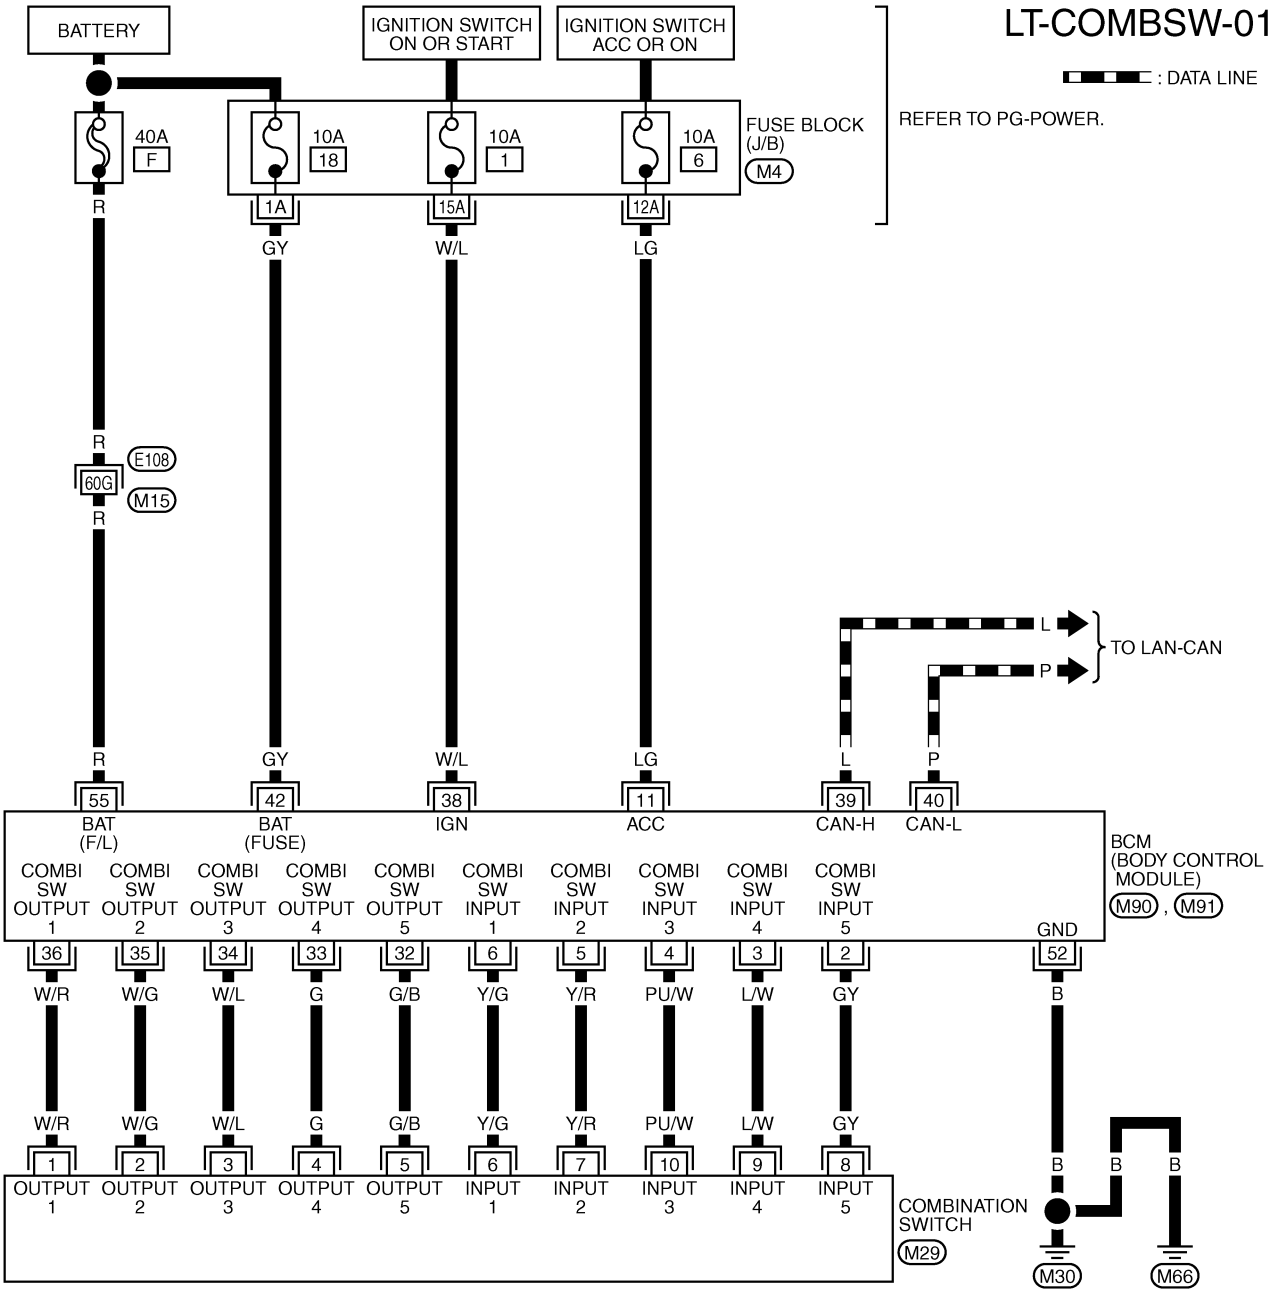 LT-COMBSW-01
BATTERY
IGNITION SWITCH
ON OR START
IGNITION SWITCH
ACC OR ON
: DATA LINE
REFER TO PG-POWER.
40A
F
10A
18
10A
1
10A
6
FUSE BLOCK
(J/B)
M4
R
1A
15A
12A
GY
W/L
LG
R
E108
60G
M15
R
L
P
TO LAN-CAN
R
GY
W/L
LG
L
P
55
42
38
11
39
40
BAT
(F/L)
BAT
(FUSE)
IGN
ACC
CAN-H
CAN-L
BCM
(BODY CONTROL
MODULE)
M90 , M91
COMBI
SW
OUTPUT
1
COMBI
SW
OUTPUT
2
COMBI
SW
OUTPUT
3
COMBI
SW
OUTPUT
4
COMBI
SW
OUTPUT
5
COMBI
SW
INPUT
1
COMBI
SW
INPUT
2
COMBI
SW
INPUT
3
COMBI
SW
INPUT
4
COMBI
SW
INPUT
5
GND
36
35
34
33
32
6
5
4
3
2
52
W/R
W/G
W/L
G
G/B
Y/G
Y/R
PU/W
L/W
GY
B
W/R
W/G
W/L
G
G/B
Y/G
Y/R
PU/W
L/W
GY
B
B
B
1
2
3
4
5
6
7
10
9
8
OUTPUT
1
OUTPUT
2
OUTPUT
3
OUTPUT
4
OUTPUT
5
INPUT
1
INPUT
2
INPUT
3
INPUT
4
INPUT
5
COMBINATION
SWITCH
M29
M30
M66